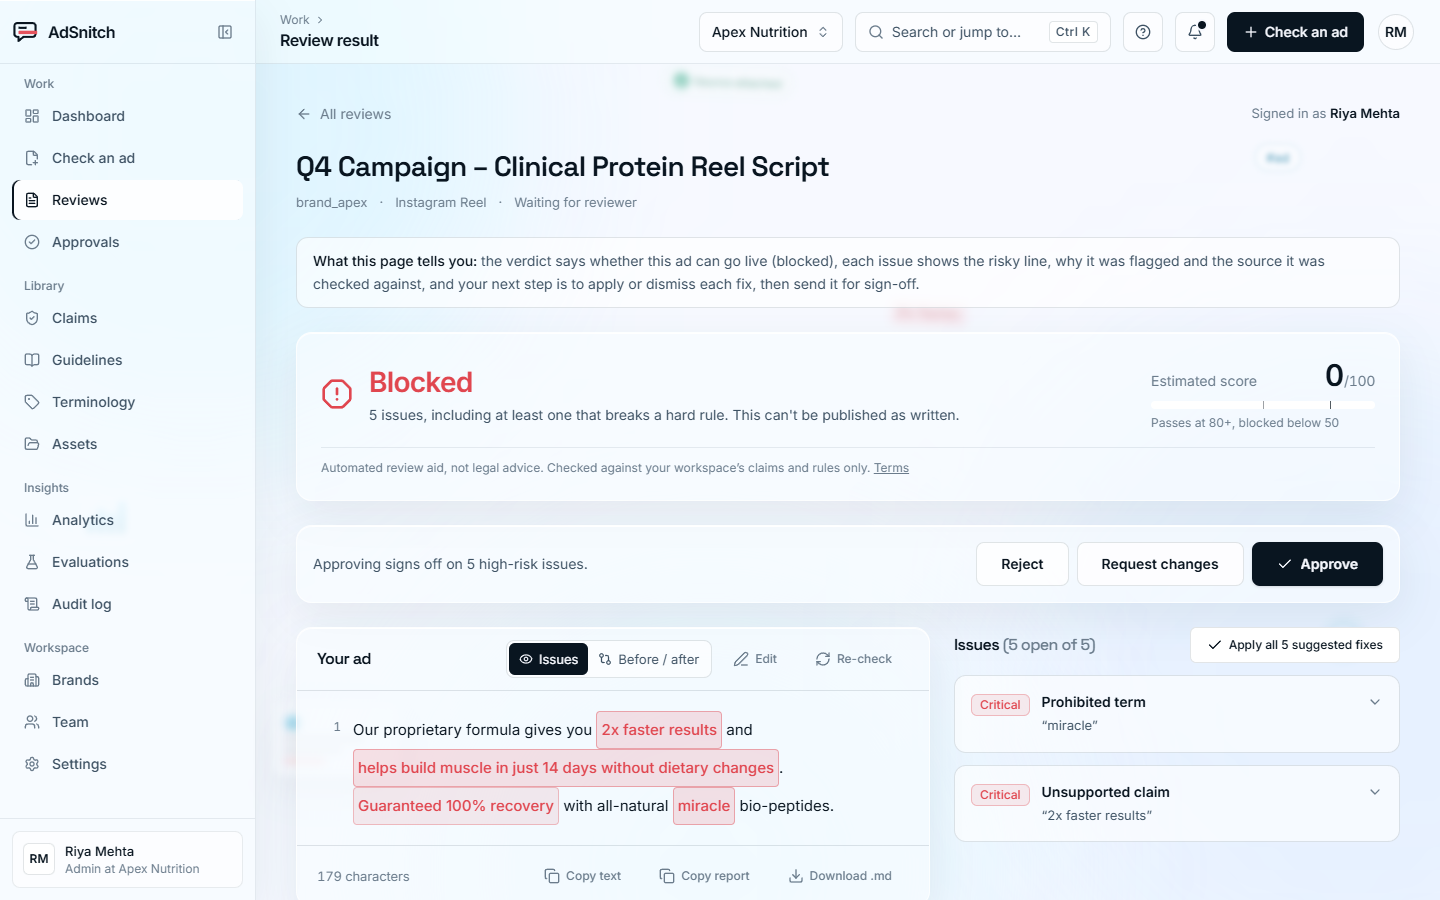 AdSnitch
Work
Dashboard
Check an ad
Reviews
Approvals
Library
Claims
Guidelines
Terminology
Assets
Insights
Analytics
Evaluations
Audit log
Workspace
Brands
Team
Settings
RM
Riya Mehta
Admin at Apex Nutrition
Work
Review result
Apex Nutrition
Search or jump to...
Ctrl K
Check an ad
RM
All reviews
Signed in as Riya Mehta
Q4 Campaign – Clinical Protein Reel Script
brand_apex · Instagram Reel · Waiting for reviewer
What this page tells you: the verdict says whether this ad can go live (blocked), each issue shows the risky line, why it was flagged and the source it was
checked against, and your next step is to apply or dismiss each fix, then send it for sign-off.
Blocked
5 issues, including at least one that breaks a hard rule. This can't be published as written.
Estimated score 0/100
Passes at 80+, blocked below 50
Automated review aid, not legal advice. Checked against your workspace’s claims and rules only. Terms
Approving signs off on 5 high-risk issues.
Reject
Request changes
Approve
Your ad
Issues
Before / after
Edit
Re-check
1 Our proprietary formula gives you 2x faster results and
helps build muscle in just 14 days without dietary changes.
Guaranteed 100% recovery with all-natural miracle bio-peptides.
179 characters
Copy text
Copy report
Download .md
Issues (5 open of 5)
Apply all 5 suggested fixes
Critical Prohibited term
“miracle”
Critical Unsupported claim
“2x faster results”